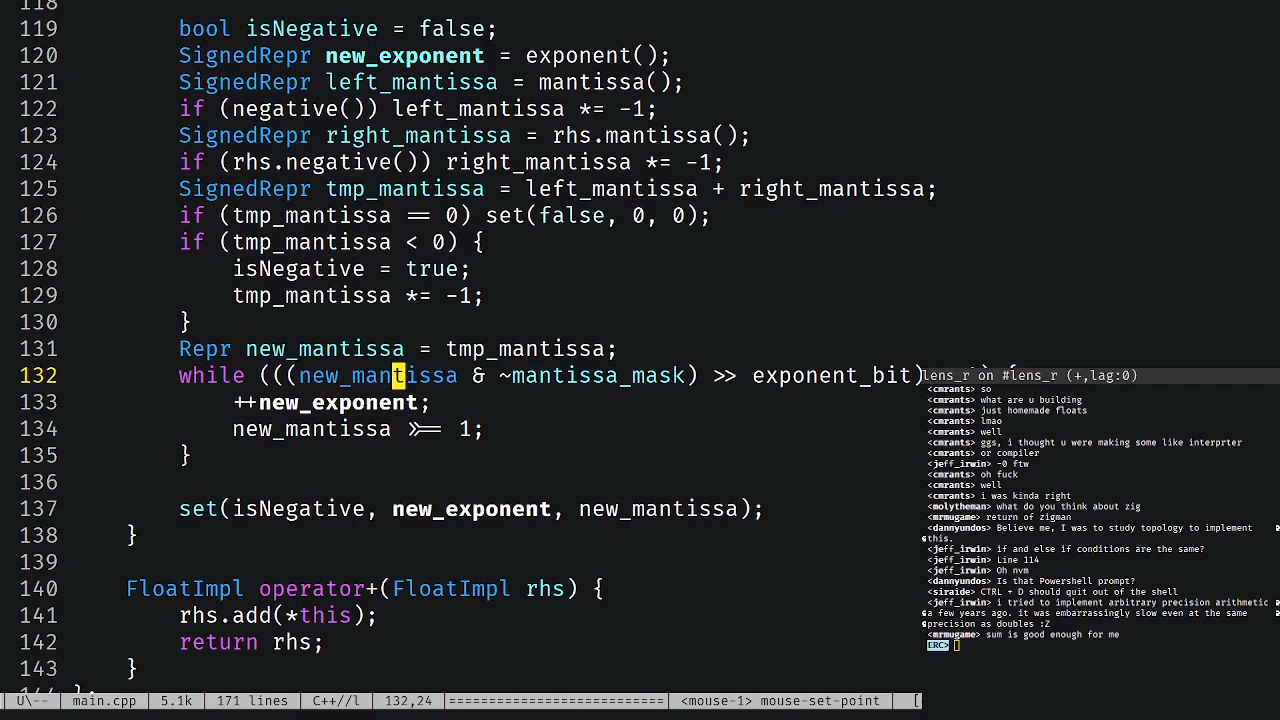 118
119 bool isNegative = false;
120 SignedRepr new_exponent = exponent();
121 SignedRepr left_mantissa = mantissa();
122 if (negative()) left_mantissa *= -1;
123 SignedRepr right_mantissa = rhs.mantissa();
124 if (rhs.negative()) right_mantissa *= -1;
125 SignedRepr tmp_mantissa = left_mantissa + right_mantissa;
126 if (tmp_mantissa == 0) set(false, 0, 0);
127 if (tmp_mantissa < 0) {
128 isNegative = true;
129 tmp_mantissa *= -1;
130 }
131 Repr new_mantissa = tmp_mantissa;
132 while (((new_mantissa & ~mantissa_mask) >> exponent_bit)
133 ++new_exponent;
134 new_mantissa >>= 1;
135 }
136
137 set(isNegative, new_exponent, new_mantissa);
138 }
139
140 FloatImpl operator+(FloatImpl rhs) {
141 rhs.add(*this);
142 return rhs;
143 }
lens_r on #lens_r (+,lag:0)
<cmrants> so
<cmrants> what are u building
<cmrants> just homemade floats
<cmrants> lmao
<cmrants> well
<cmrants> ggs, i thought u were making some like interprter
<cmrants> or compiler
<jeff_irwin> -0 ftw
<cmrants> oh fuck
<cmrants> well
<cmrants> i was kinda right
<molytheman> what do you think about zig
<mrmugame> return of zigman
<dannyundos> Believe me, I was to study topology to implement
this.
<jeff_irwin> if and else if conditions are the same?
<jeff_irwin> Line 114
<jeff_irwin> Oh nvm
<dannyundos> Is that Powershell prompt?
<siraide> CTRL + D should quit out of the shell
<jeff_irwin> i tried to implement arbitrary precision arithmetic
a few years ago. it was embarrassingly slow even at the same
precision as doubles :Z
<mrmugame> sum is good enough for me
ERC>
U\-- main.cpp 5.1k 171 lines C++//l 132,24 ========================= <mouse-1> mouse-set-point [